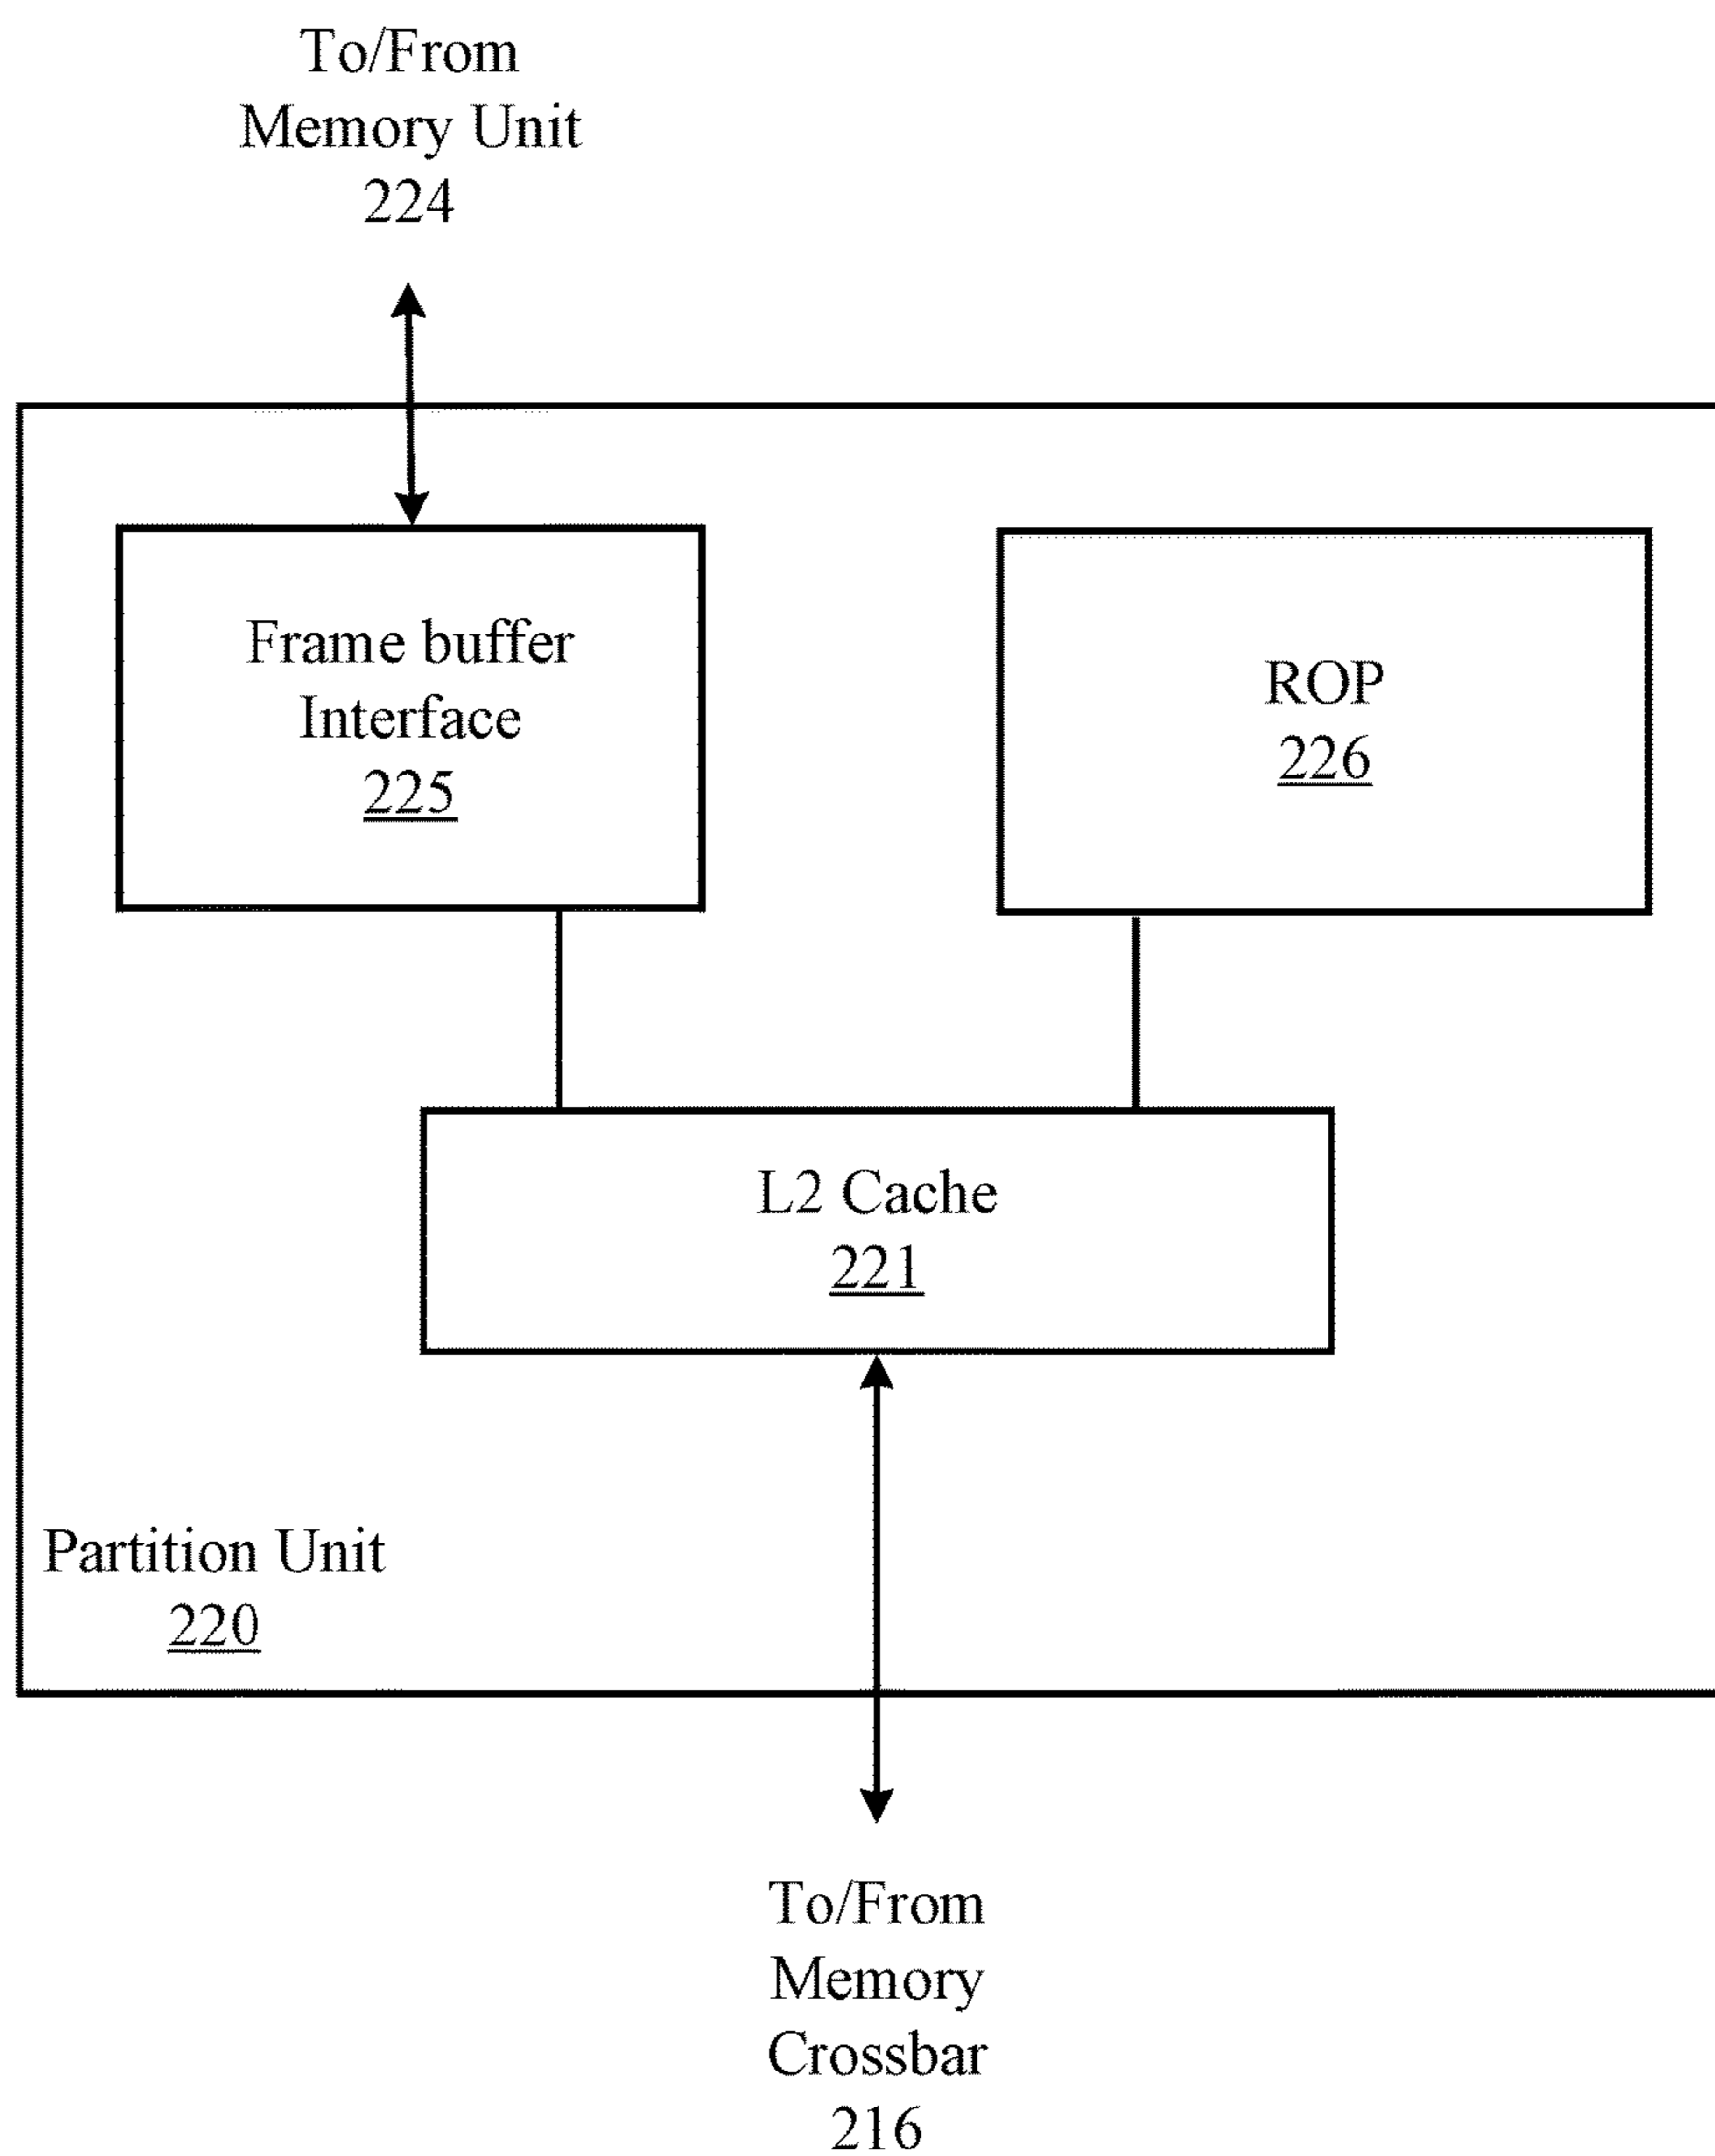 To/From
Memory Unit
224
Frame buffer
Interface
225
ROP
226
L2 Cache
221
Partition Unit
220
To/From
Memory
Crossbar
216